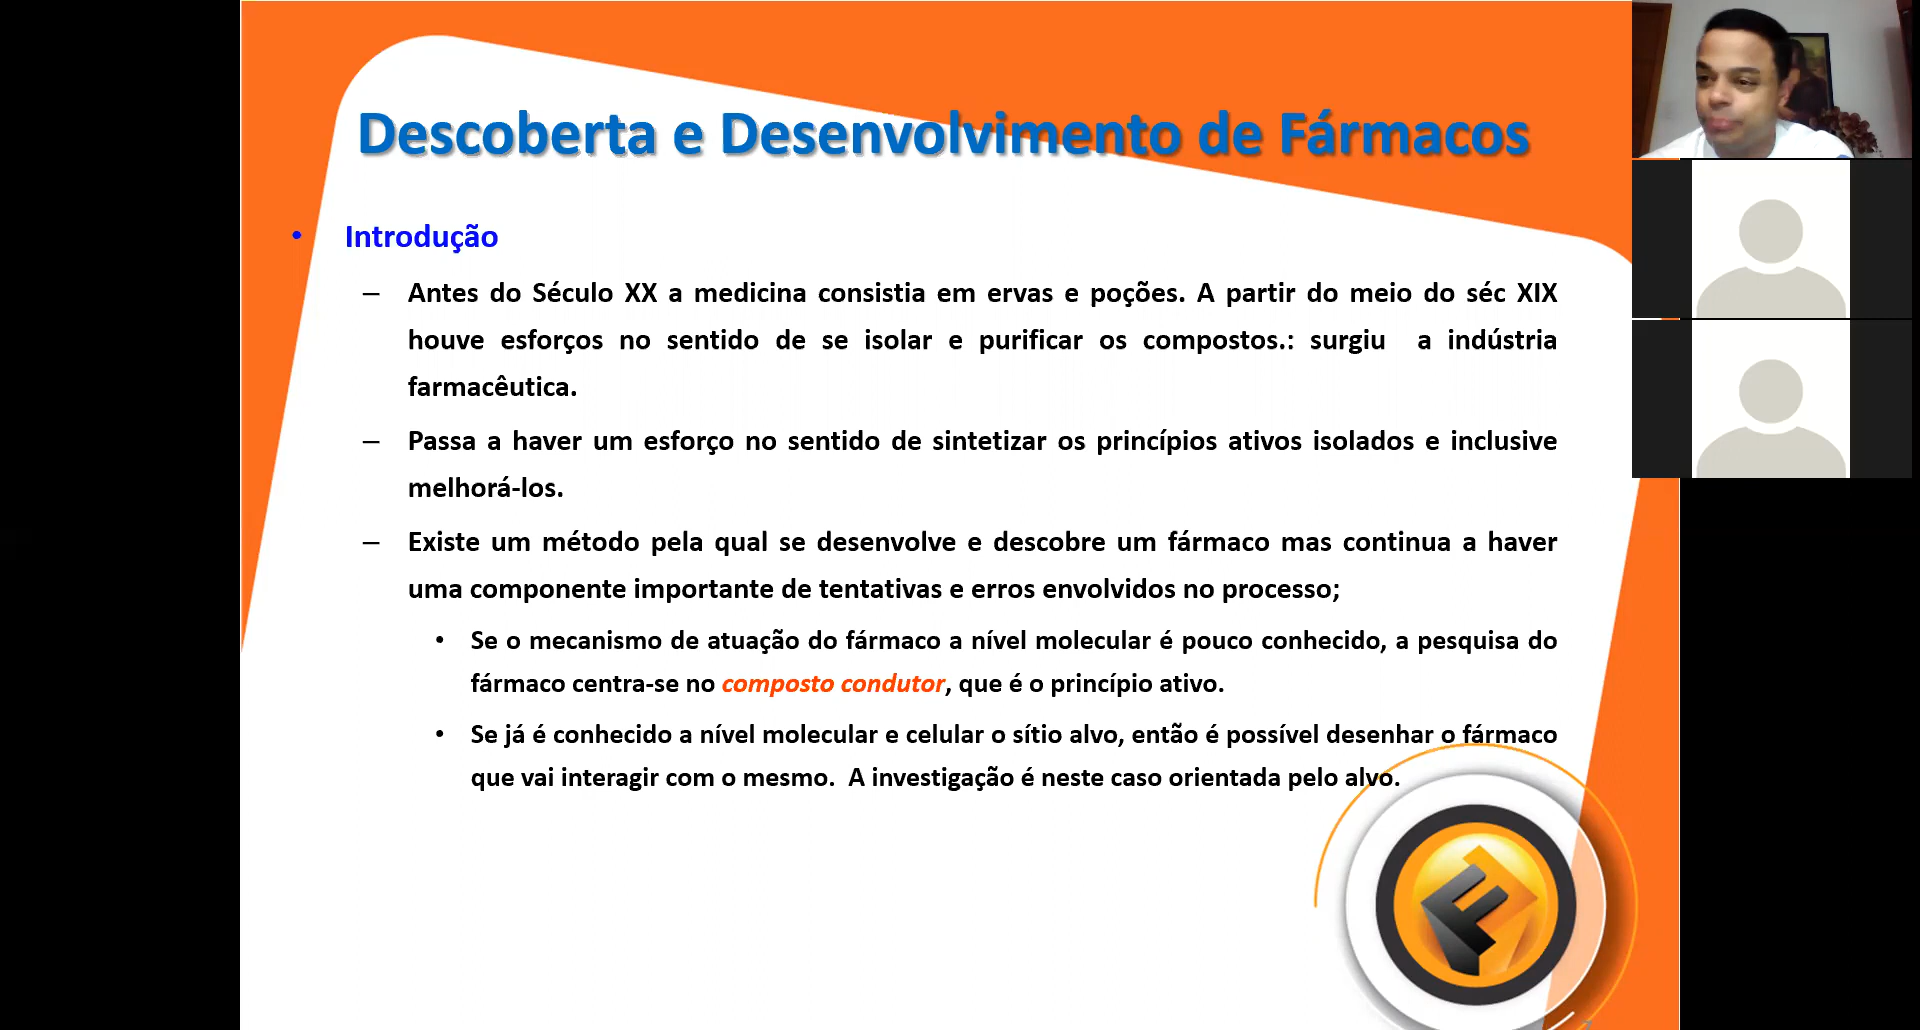 Descoberta e Desenvolvimento de Fármacos
• Introdução
– Antes do Século XX a medicina consistia em ervas e poções. A partir do meio do séc XIX
houve esforços no sentido de se isolar e purificar os compostos.: surgiu a indústria
farmacêutica.
– Passa a haver um esforço no sentido de sintetizar os princípios ativos isolados e inclusive
melhorá-los.
– Existe um método pela qual se desenvolve e descobre um fármaco mas continua a haver
uma componente importante de tentativas e erros envolvidos no processo;
• Se o mecanismo de atuação do fármaco a nível molecular é pouco conhecido, a pesquisa do
fármaco centra-se no composto condutor, que é o princípio ativo.
• Se já é conhecido a nível molecular e celular o sítio alvo, então é possível desenhar o fármaco
que vai interagir com o mesmo. A investigação é neste caso orientada pelo alvo.